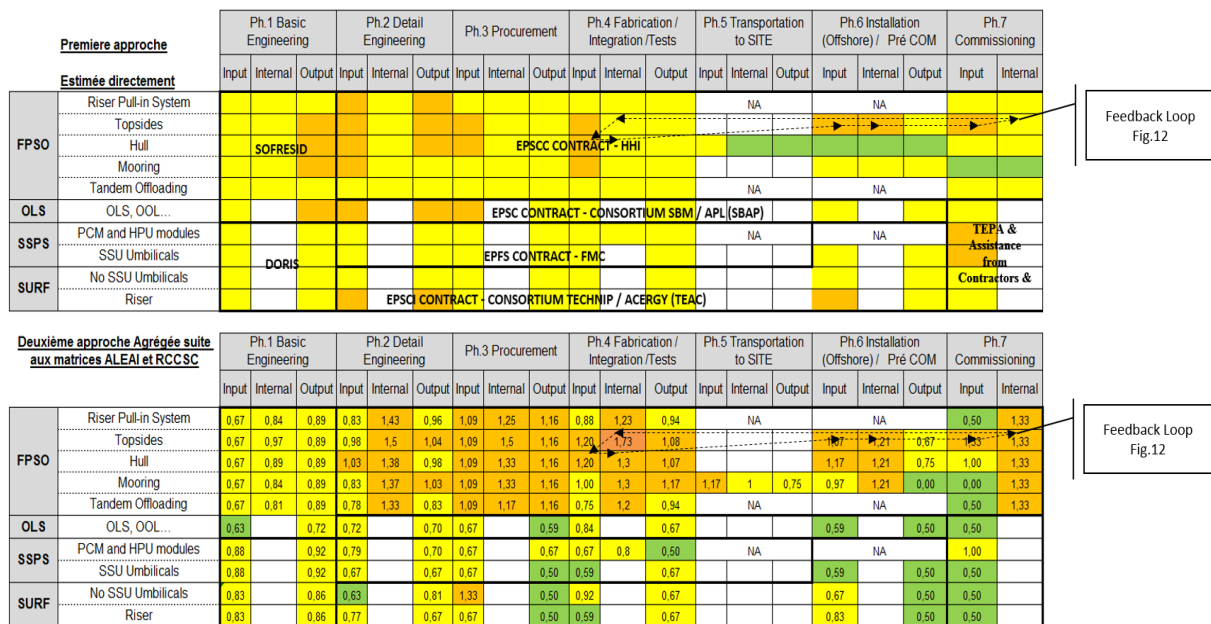 Premiere approche
Estimée directement
Ph.1 Basic Engineering Ph.2 Detail Engineering Ph.3 Procurement Ph.4 Fabrication / Integration /Tests Ph.5 Transportation to SITE Ph.6 Installation (Offshore) / Pré COM Ph.7 Commissioning
Input Internal Output Input Internal Output Input Internal Output Input Internal Output Input Internal Output Input Internal Output Input Internal
FPSO
Riser Pull-in System NA NA
Topsides
Hull SOFRESID EPSCC CONTRACT - HHI
Mooring
Tandem Offloading NA NA
OLS OLS, OOL... EPSC CONTRACT - CONSORTIUM SBM / APL (SBAP)
SSPS
PCM and HPU modules NA NA
SSU Umbilicals DORIS EPFS CONTRACT - FMC
TEPA & Assistance from Contractors &
SURF
No SSU Umbilicals
Riser EPSCI CONTRACT - CONSORTIUM TECHNIP / ACERGY (TEAC)
Feedback Loop
Fig.12
Deuxième approche Agrégée suite
aux matrices ALEAI et RCCSC
Ph.1 Basic Engineering Ph.2 Detail Engineering Ph.3 Procurement Ph.4 Fabrication / Integration /Tests Ph.5 Transportation to SITE Ph.6 Installation (Offshore) / Pré COM Ph.7 Commissioning
Input Internal Output Input Internal Output Input Internal Output Input Internal Output Input Internal Output Input Internal Output Input Internal
FPSO
Riser Pull-in System 0,67 0,84 0,89 0,83 1,43 0,96 1,09 1,25 1,16 0,88 1,23 0,94 NA NA 0,50 1,33
Topsides 0,67 0,97 0,89 0,98 1,5 1,04 1,09 1,5 1,16 1,20 1,73 1,08 1,21 0,67 1,33
Hull 0,67 0,89 0,89 1,03 1,38 0,98 1,09 1,33 1,16 1,20 1,3 1,07 1,17 1,21 0,75 1,00 1,33
Mooring 0,67 0,84 0,89 0,83 1,37 1,03 1,09 1,33 1,16 1,00 1,3 1,17 1,17 1 0,75 0,97 1,21 0,00 0,00 1,33
Tandem Offloading 0,67 0,81 0,89 0,78 1,33 0,83 1,09 1,17 1,16 0,75 1,2 0,94 NA NA 0,50 1,33
OLS OLS, OOL... 0,63 0,72 0,72 0,70 0,67 0,59 0,84 0,67 0,59 0,50 0,50
SSPS
PCM and HPU modules 0,88 0,92 0,79 0,70 0,67 0,67 0,67 0,8 0,50 NA NA 1,00
SSU Umbilicals 0,88 0,92 0,67 0,67 0,67 0,50 0,59 0,67 0,59 0,50 0,50
SURF
No SSU Umbilicals 0,83 0,86 0,63 0,81 1,33 0,50 0,92 0,67 0,67 0,50 0,50
Riser 0,83 0,86 0,77 0,67 0,67 0,50 0,59 0,67 0,83 0,50 0,50
Feedback Loop
Fig.12